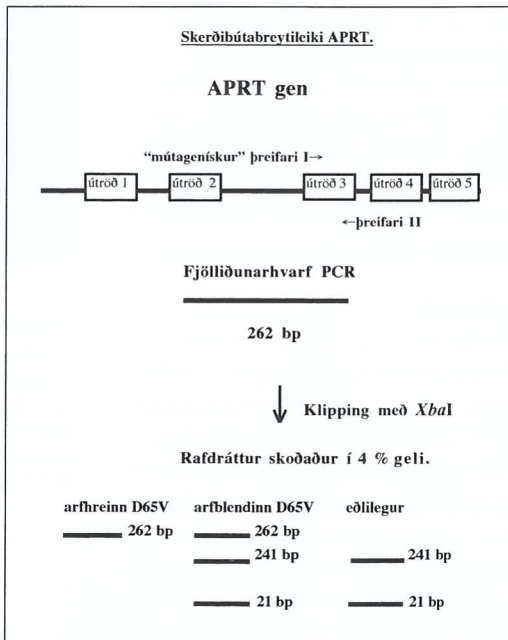 Skerðibútabreytileiki APRT.
APRT gen
“mútagenískur” þreifari I→
útröð 1 útröð 2 útröð 3 útröð 4 útröð 5
←þreifari II
Fjölliðunarhvarf PCR
262 bp
Klipping með XbaI
Rafdráttur skoðaður í 4 % geli.
arfhreinn D65V arfblendinn D65V eðlilegur
262 bp 262 bp
241 bp 241 bp
21 bp 21 bp